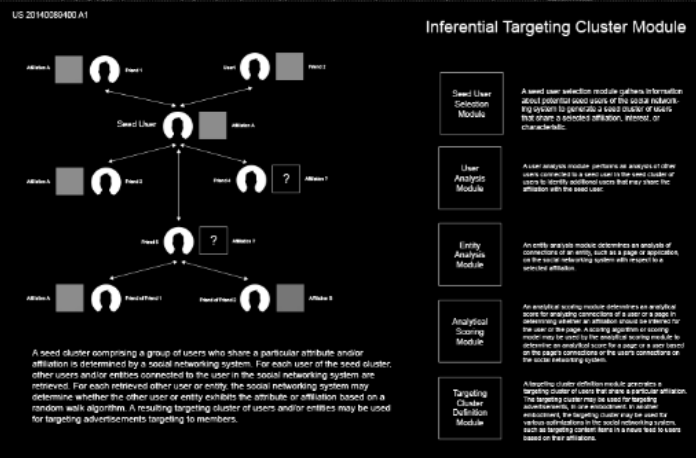 US 20140089400 A1
Inferential Targeting Cluster Module
Affiliation A
Friend 1
User 1
Friend 2
Seed User
Affiliation A
Affiliation A
Friend 3
Friend 4
?
Affiliation ?
Friend 5
?
Affiliation ?
Affiliation A
Friend of Friend 1
Friend of Friend 2
Affiliation B
A seed cluster comprising a group of users who share a particular attribute and/or
affiliation is determined by a social networking system. For each user of the seed cluster,
other users and/or entities connected to the user in the social networking system are
retrieved. For each retrieved other user or entity, the social networking system may
determine whether the other user or entity exhibits the attribute or affiliation based on a
random walk algorithm. A resulting targeting cluster of users and/or entities may be used
for targeting advertisements targeting to members.
Seed User
Selection
Module
A seed user selection module gathers information
about potential seed users of the social network-
ing system to generate a seed cluster of users
that share a selected affiliation, interest, or
characteristic.
User
Analysis
Module
A user analysis module performs an analysis of other
users connected to a seed user in the seed cluster of
users to identify additional users that may share the
affiliation with the seed user.
Entity
Analysis
Module
An entity analysis module determines an analysis of
connections of an entity, such as a page or application,
on the social networking system with respect to a
selected affiliation.
Analytical
Scoring
Module
An analytical scoring module determines an analytical
score for analyzing connections of a user or a page in
determining whether an affiliation should be inferred for
the user or the page. A scoring algorithm or scoring
model may be used by the analytical scoring module to
determine an analytical score for a page or a user based
on the page's connections or the user's connections on
the social networking system.
Targeting
Cluster
Definition
Module
A targeting cluster definition module generates a
targeting cluster of users that share a particular affiliation.
The targeting cluster may be used for targeting
advertisements, in one embodiment. In another
embodiment, the targeting cluster may be used for
various optimizations in the social networking system,
such as targeting content items in a news feed to users
based on their affiliations.